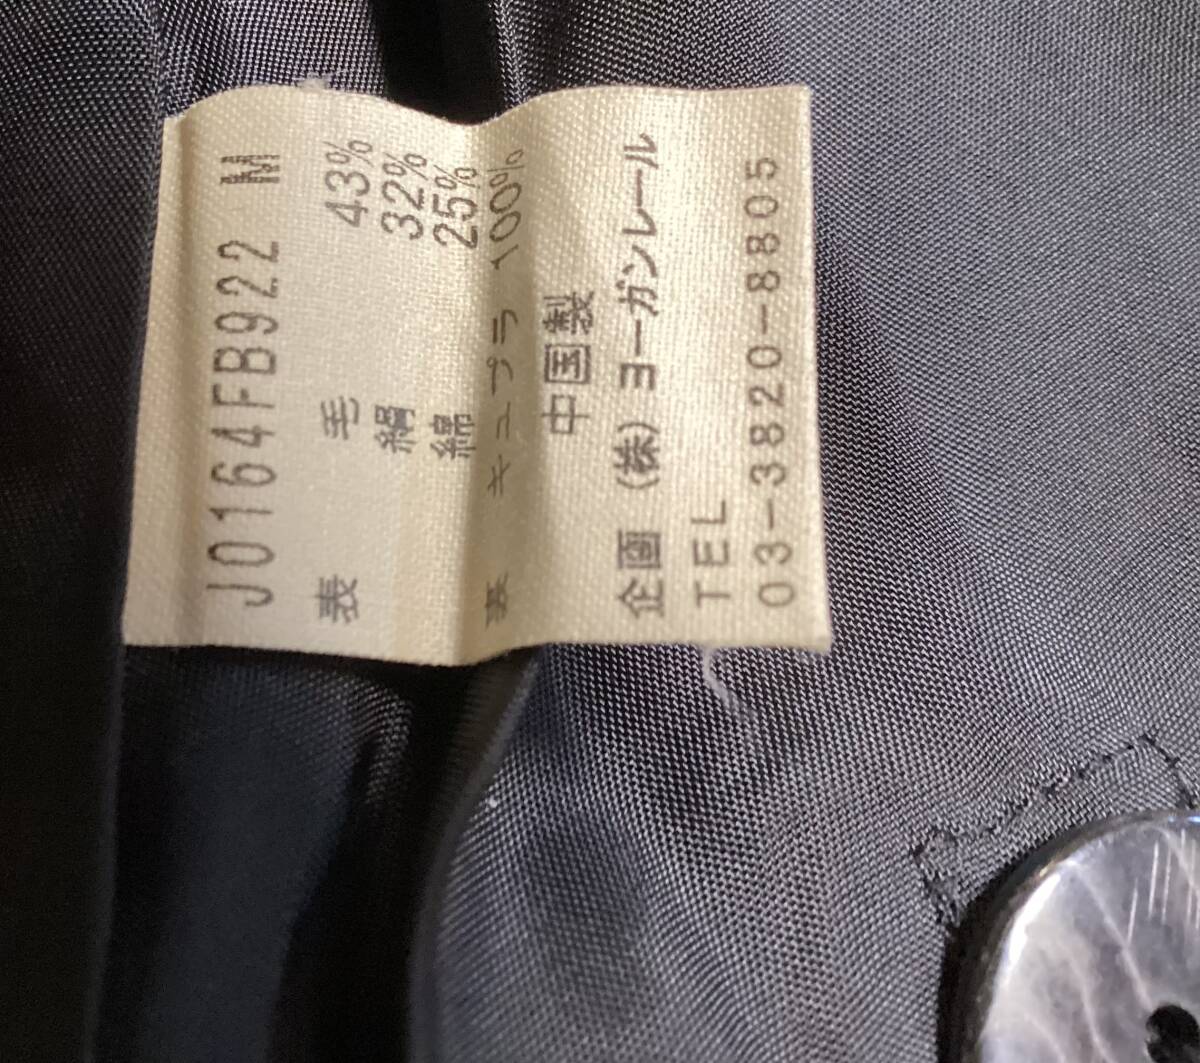 J0164FB922 M
表 毛 43%
絹 32%
綿 25%
裏 キュプラ 100%
中国製
企画 (株) ヨーガンレール
TEL
03-3820-8805